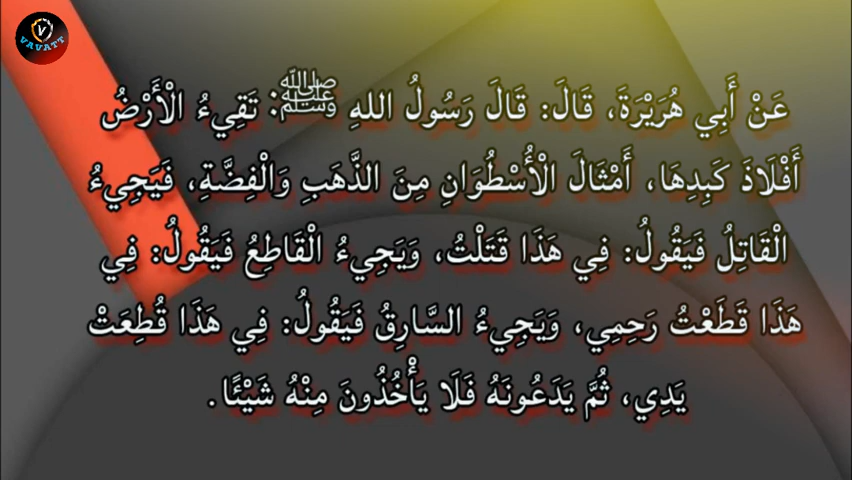 VAVATT
عَنْ أَبِي هُرَيْرَةَ، قَالَ: قَالَ رَسُولُ اللهِ ﷺ: تَقِيءُ الْأَرْضُ
أَفْلَاذَ كَبِدِهَا، أَمْثَالَ الْأُسْطُوَانِ مِنَ الذَّهَبِ وَالْفِضَّةِ، فَيَجِيءُ
الْقَاتِلُ فَيَقُولُ: فِي هَذَا قَتَلْتُ، وَيَجِيءُ الْقَاطِعُ فَيَقُولُ: فِي
هَذَا قَطَعْتُ رَحِمِي، وَيَجِيءُ السَّارِقُ فَيَقُولُ: فِي هَذَا قُطِعَتْ
يَدِي، ثُمَّ يَدَعُونَهُ فَلَا يَأْخُذُونَ مِنْهُ شَيْئًا.